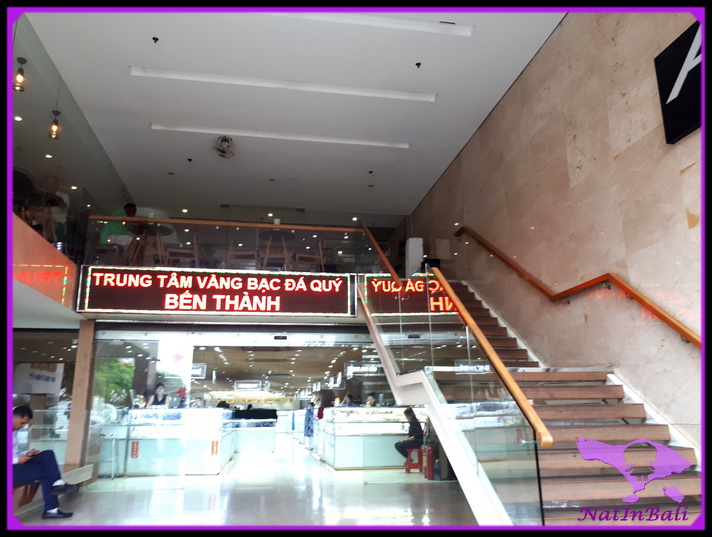 TRUNG TÂM VÀNG BẠC ĐÁ QUÝ
BẾN THÀNH
NatInBali